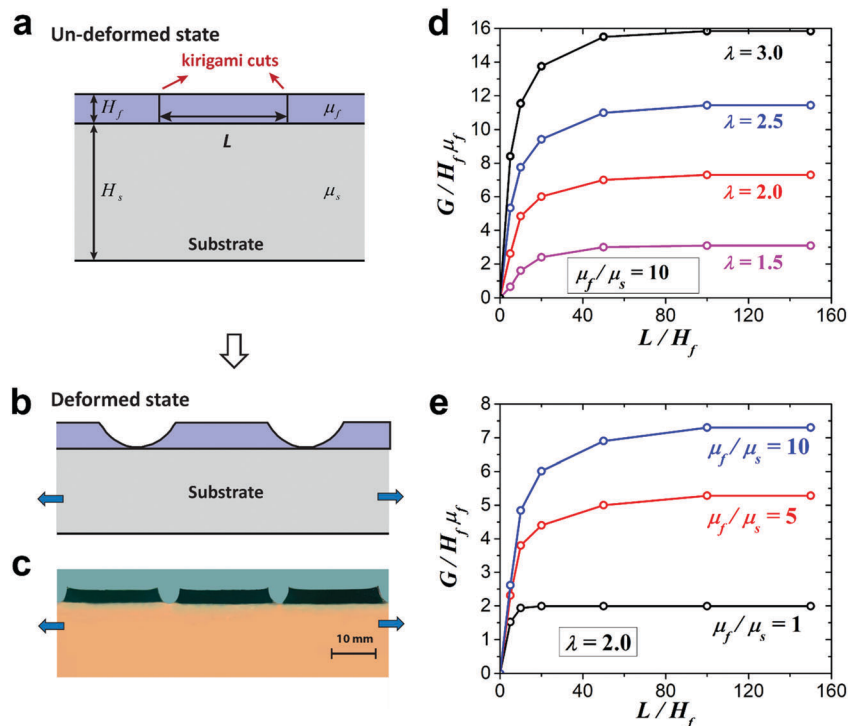 a
Un-deformed state
kirigami cuts
H_f
μ_f
L
H_s
μ_s
Substrate
b
Deformed state
Substrate
c
10 mm
d
G / H_f μ_f
16
14
12
10
8
6
4
2
0
λ = 3.0
λ = 2.5
λ = 2.0
λ = 1.5
μ_f / μ_s = 10
0 40 80 120 160
L / H_f
e
G / H_f μ_f
8
7
6
5
4
3
2
1
0
μ_f / μ_s = 10
μ_f / μ_s = 5
μ_f / μ_s = 1
λ = 2.0
0 40 80 120 160
L / H_f